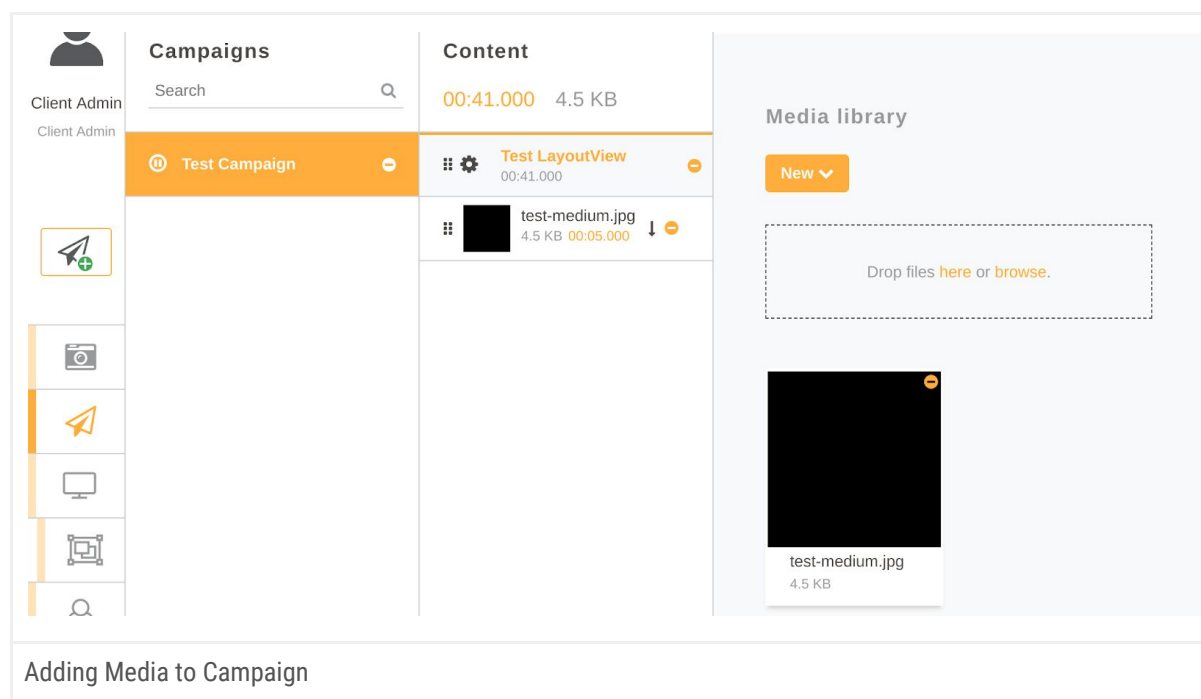 Client Admin
Client Admin
Campaigns
Search
Test Campaign
Content
00:41.000 4.5 KB
Test LayoutView
00:41.000
test-medium.jpg
4.5 KB 00:05.000
Media library
New
Drop files here or browse.
test-medium.jpg
4.5 KB
Adding Media to Campaign